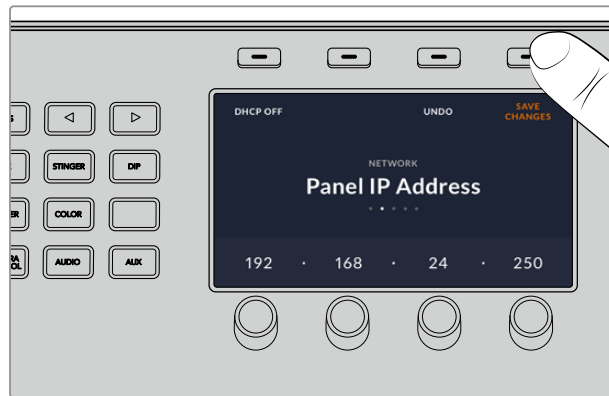 DHCP OFF
UNDO
SAVE
CHANGES
NETWORK
Panel IP Address
192 · 168 · 24 · 250
STINGER
DIP
COLOR
AUDIO
AUX